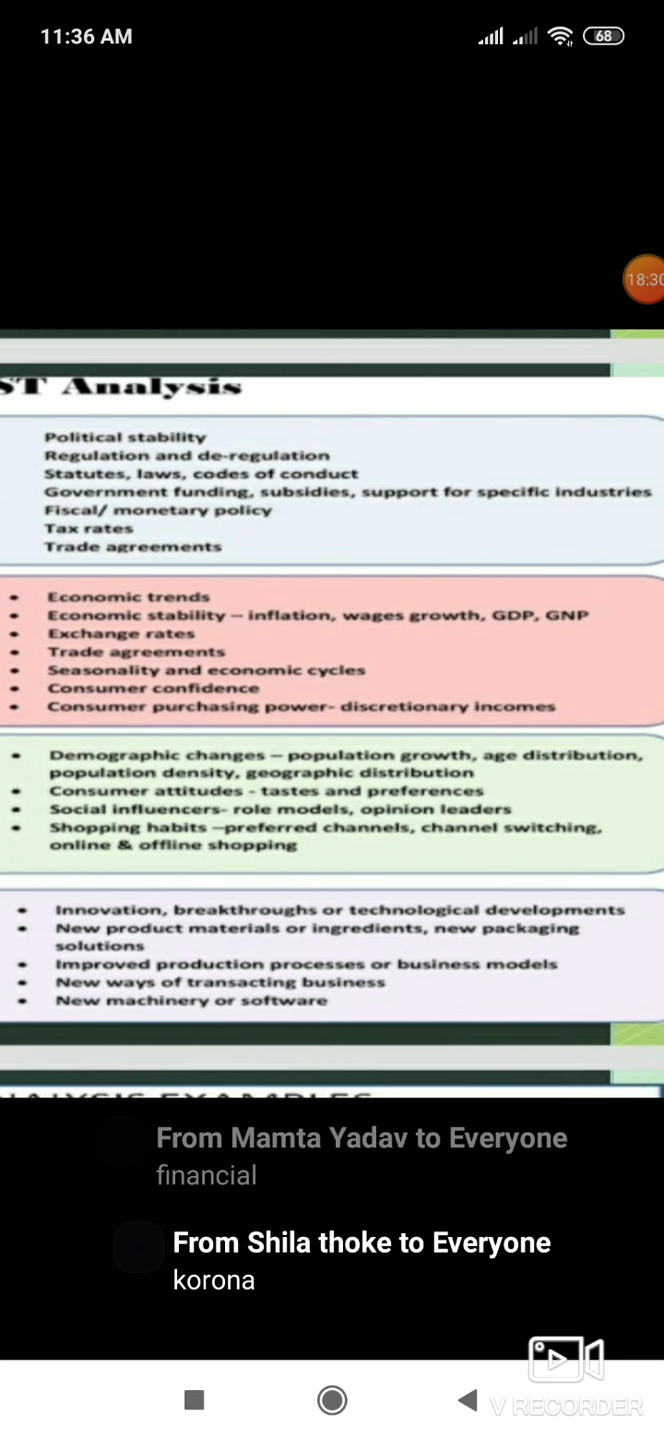 11:36 AM
68
18:30
ST Analysis
Political stability
Regulation and de-regulation
Statutes, laws, codes of conduct
Government funding, subsidies, support for specific industries
Fiscal/ monetary policy
Tax rates
Trade agreements
• Economic trends
• Economic stability – inflation, wages growth, GDP, GNP
• Exchange rates
• Trade agreements
• Seasonality and economic cycles
• Consumer confidence
• Consumer purchasing power- discretionary incomes
• Demographic changes – population growth, age distribution,
population density, geographic distribution
• Consumer attitudes - tastes and preferences
• Social influencers- role models, opinion leaders
• Shopping habits –preferred channels, channel switching,
online & offline shopping
• Innovation, breakthroughs or technological developments
• New product materials or ingredients, new packaging
solutions
• Improved production processes or business models
• New ways of transacting business
• New machinery or software
From Mamta Yadav to Everyone
financial
From Shila thoke to Everyone
korona
V RECORDER